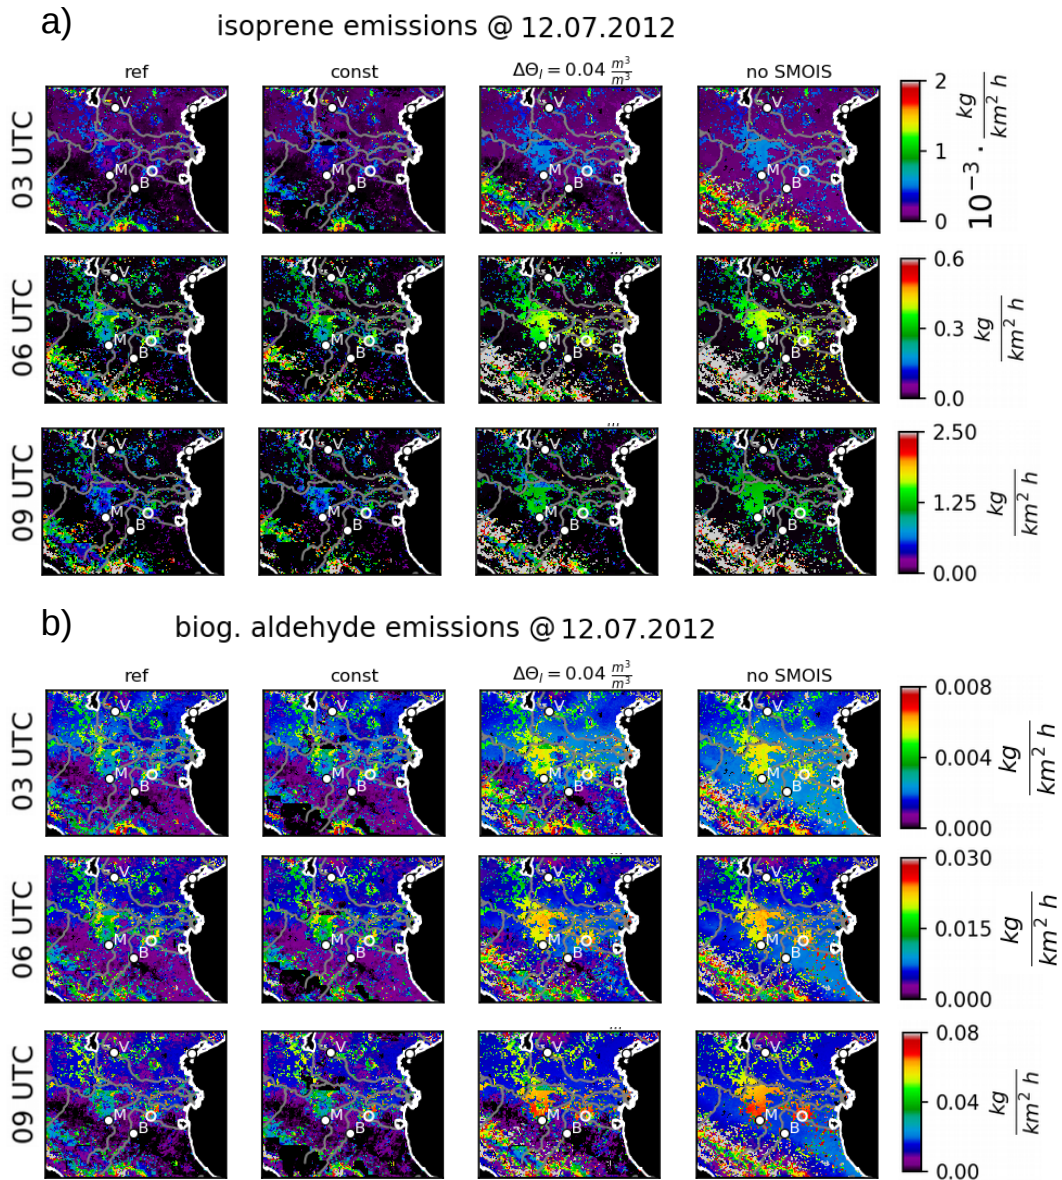 a)
isoprene emissions @ 12.07.2012
ref
const
ΔΘ_l = 0.04 m³/m³
no SMOIS
03 UTC
V
M
B
V
M
B
V
M
B
V
M
B
2
1
0
10⁻³ · kg / km² h
...
06 UTC
V
M
B
V
M
B
V
M
B
V
M
B
0.6
0.3
0.0
kg / km² h
...
09 UTC
V
M
B
V
M
B
V
M
B
V
M
B
2.50
1.25
0.00
kg / km² h
b)
biog. aldehyde emissions @ 12.07.2012
ref
const
ΔΘ_l = 0.04 m³/m³
no SMOIS
03 UTC
V
M
B
V
M
B
V
M
B
V
M
B
0.008
0.004
0.000
kg / km² h
...
06 UTC
V
M
B
V
M
B
V
M
B
V
M
B
0.030
0.015
0.000
kg / km² h
...
09 UTC
V
M
B
V
M
B
V
M
B
V
M
B
0.08
0.04
0.00
kg / km² h